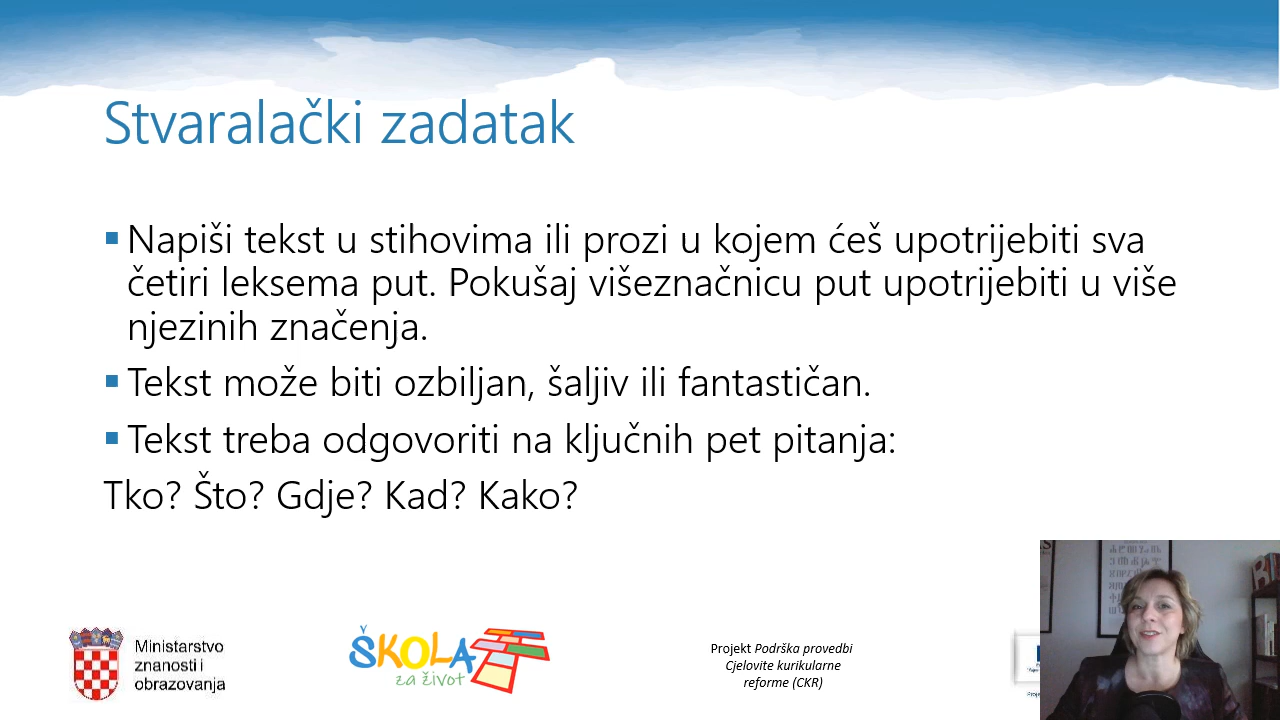 Stvaralački zadatak
▪ Napiši tekst u stihovima ili prozi u kojem ćeš upotrijebiti sva
četiri leksema put. Pokušaj višeznačnicu put upotrijebiti u više
njezinih značenja.
▪ Tekst može biti ozbiljan, šaljiv ili fantastičan.
▪ Tekst treba odgovoriti na ključnih pet pitanja:
Tko? Što? Gdje? Kad? Kako?
Ministarstvo
znanosti i
obrazovanja
ŠKOLA
za život
Projekt Podrška provedbi
Cjelovite kurikularne
reforme (CKR)